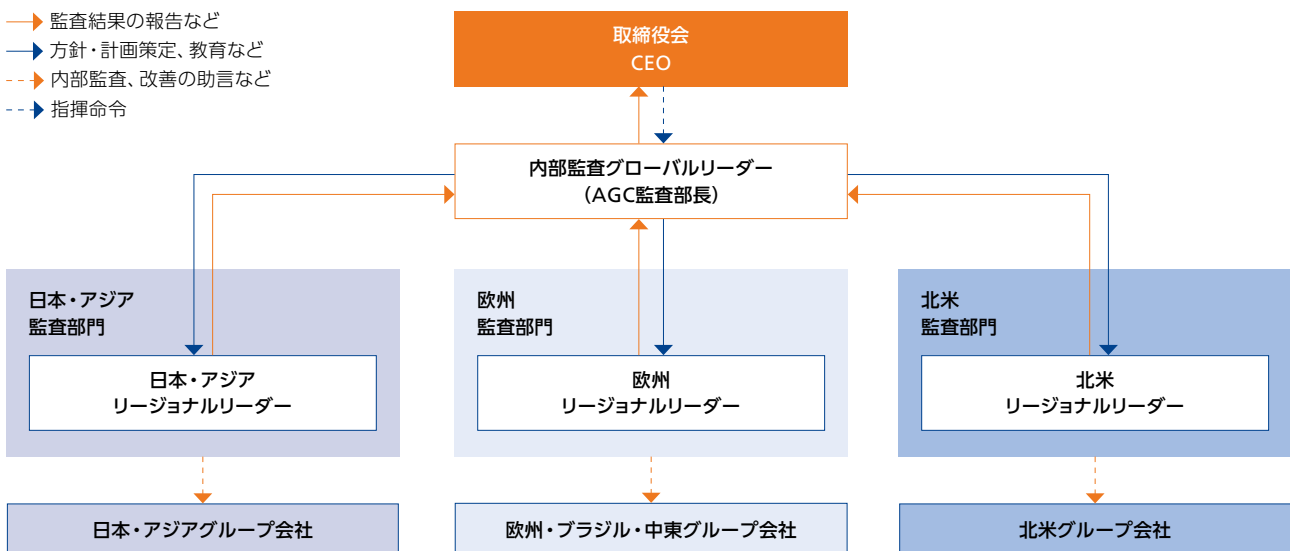 監査結果の報告など
方針・計画策定、教育など
内部監査、改善の助言など
指揮命令
取締役会
CEO
内部監査グローバルリーダー
（AGC監査部長）
日本・アジア
監査部門
日本・アジア
リージョナルリーダー
欧州
監査部門
欧州
リージョナルリーダー
北米
監査部門
北米
リージョナルリーダー
日本・アジアグループ会社
欧州・ブラジル・中東グループ会社
北米グループ会社